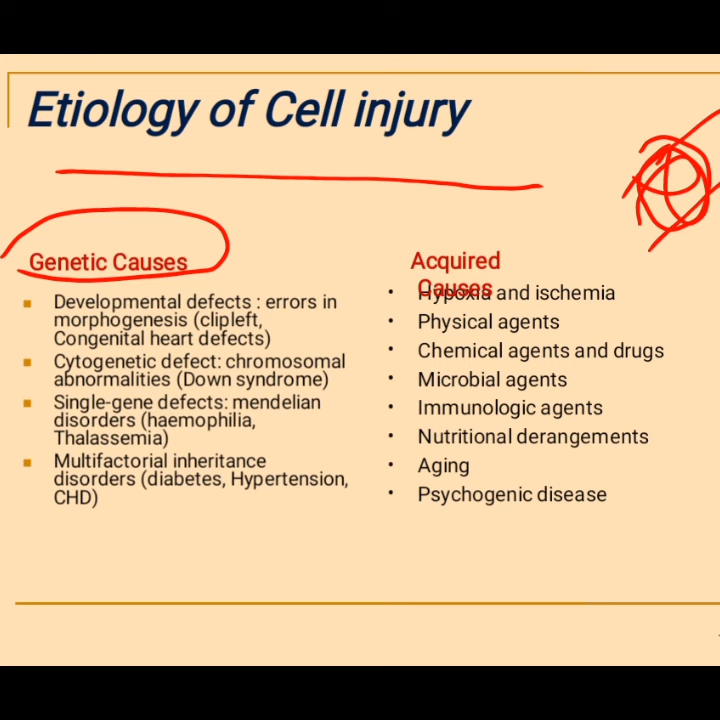 Etiology of Cell injury
Genetic Causes
Developmental defects : errors in
morphogenesis (clipleft,
Congenital heart defects)
Cytogenetic defect: chromosomal
abnormalities (Down syndrome)
Single-gene defects: mendelian
disorders (haemophilia,
Thalassemia)
Multifactorial inheritance
disorders (diabetes, Hypertension,
CHD)
Acquired
Causes
• Hypoxia and ischemia
• Physical agents
• Chemical agents and drugs
• Microbial agents
• Immunologic agents
• Nutritional derangements
• Aging
• Psychogenic disease